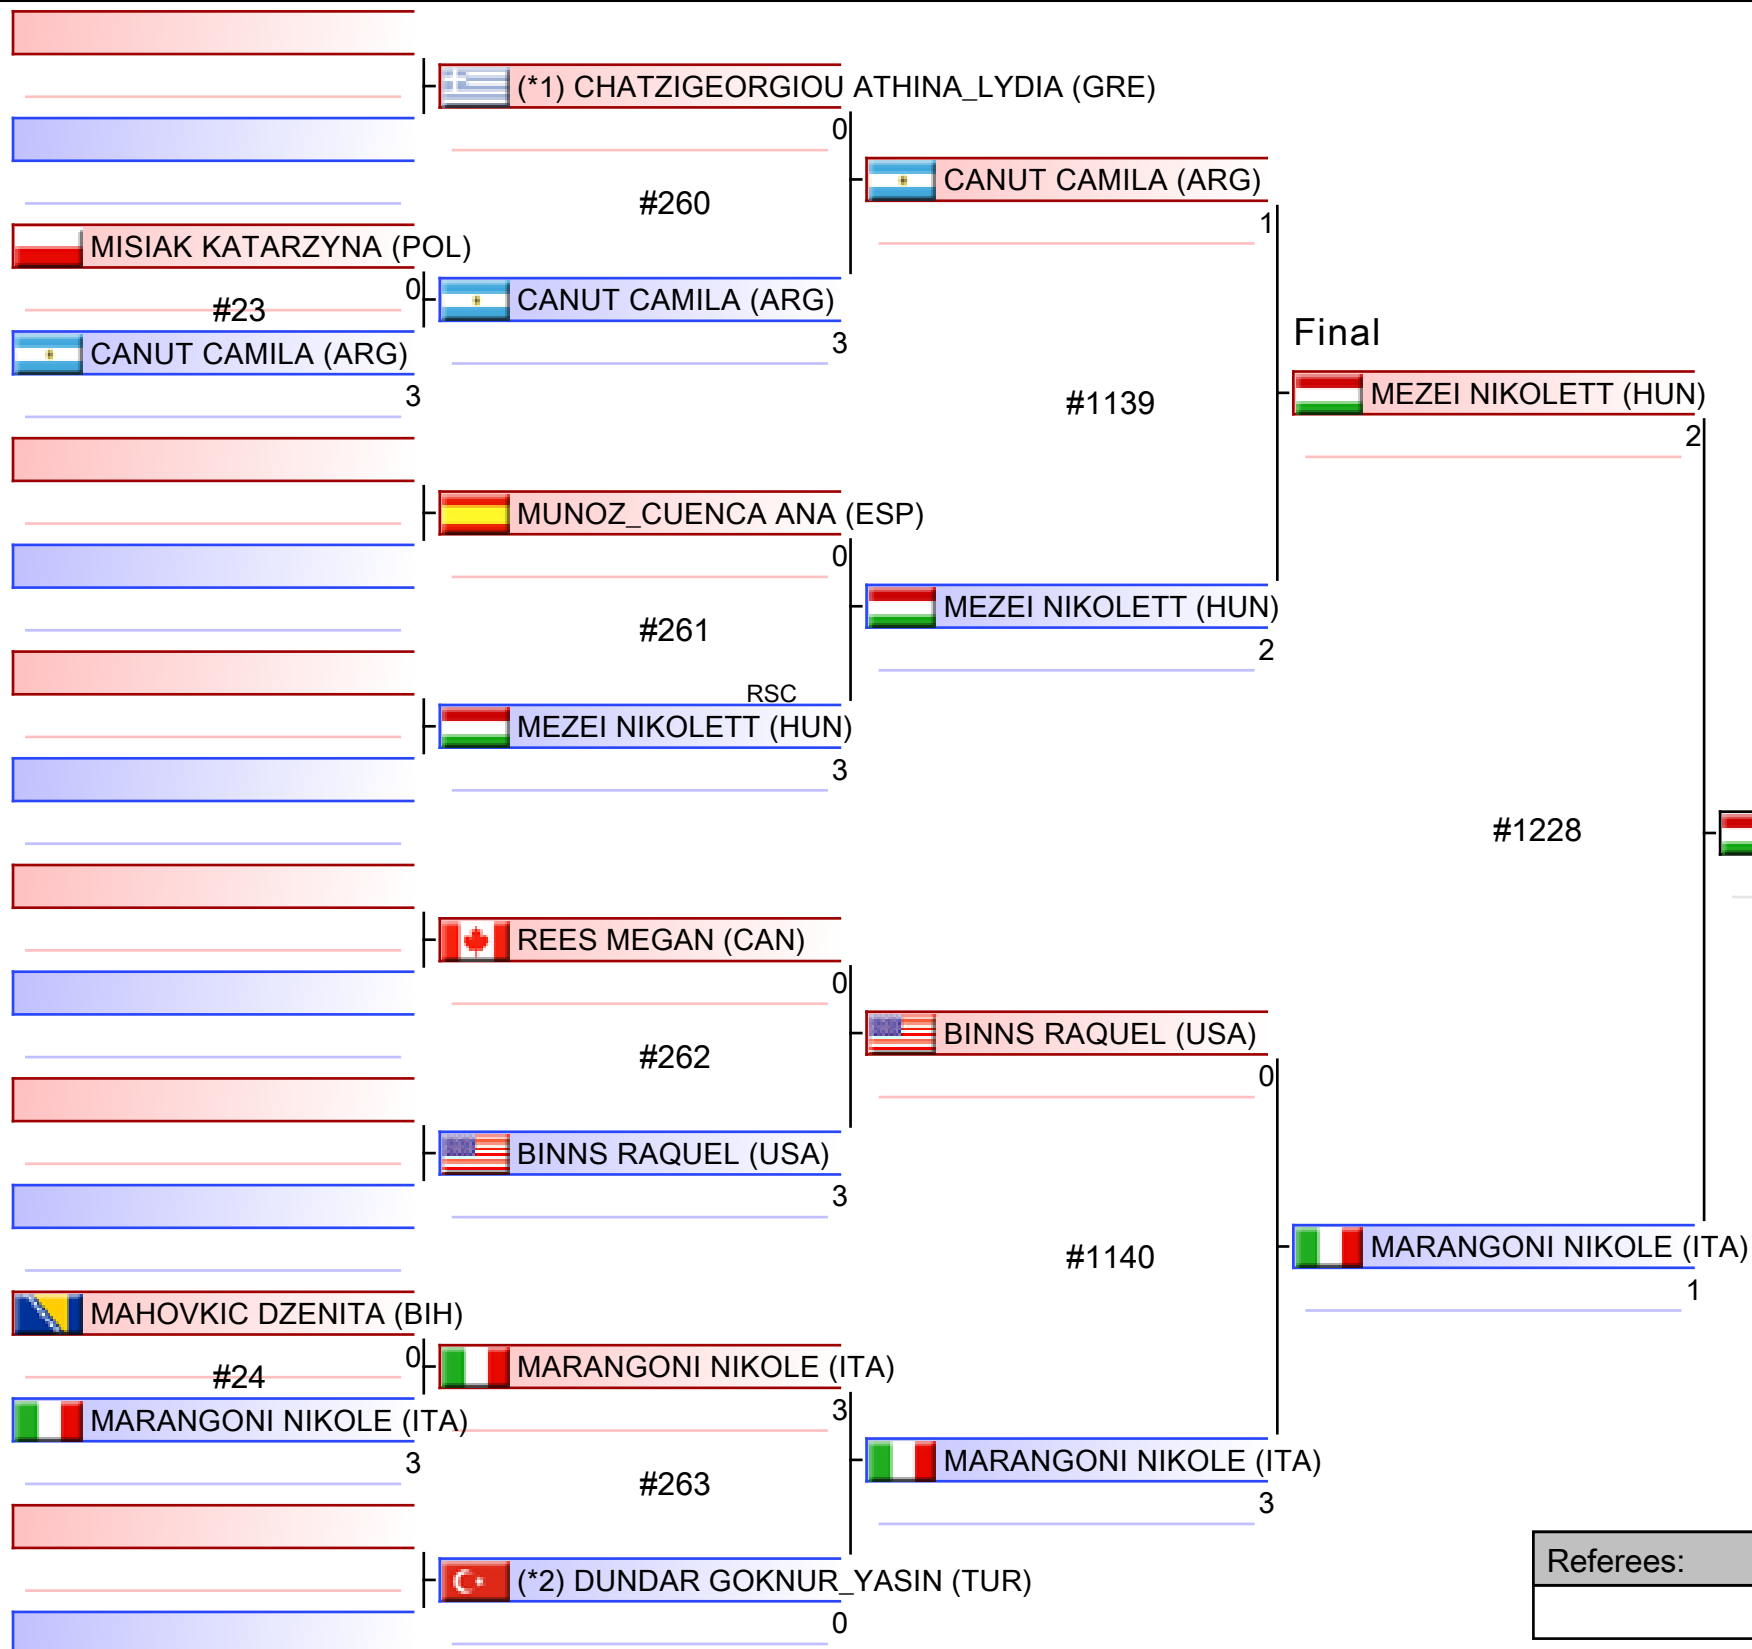 (*1) CHATZIGEORGIOU ATHINA_LYDIA (GRE)
0
#260
CANUT CAMILA (ARG)
1
MISIAK KATARZYNA (POL)
0
#23
CANUT CAMILA (ARG)
3
CANUT CAMILA (ARG)
3
Final
#1139
MEZEI NIKOLETT (HUN)
2
MUNOZ_CUENCA ANA (ESP)
0
#261
MEZEI NIKOLETT (HUN)
2
RSC
MEZEI NIKOLETT (HUN)
3
#1228
REES MEGAN (CAN)
0
#262
BINNS RAQUEL (USA)
0
BINNS RAQUEL (USA)
3
#1140
MARANGONI NIKOLE (ITA)
1
MAHOVKIC DZENITA (BIH)
0
#24
MARANGONI NIKOLE (ITA)
3
MARANGONI NIKOLE (ITA)
3
#263
MARANGONI NIKOLE (ITA)
3
(*2) DUNDAR GOKNUR_YASIN (TUR)
0
Referees: